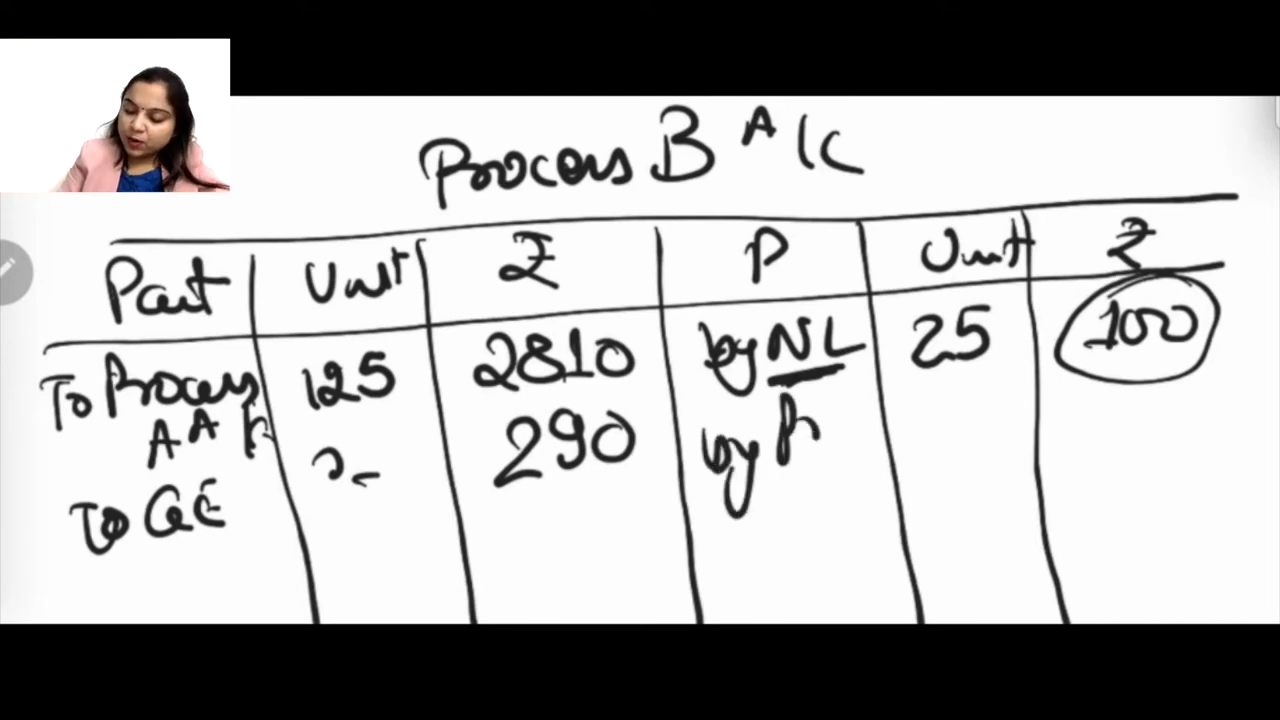 Process B A/c
Part Unit ₹ P Unit ₹
To Process 125 2810 by NL 25 100
A A 290 by
To GE